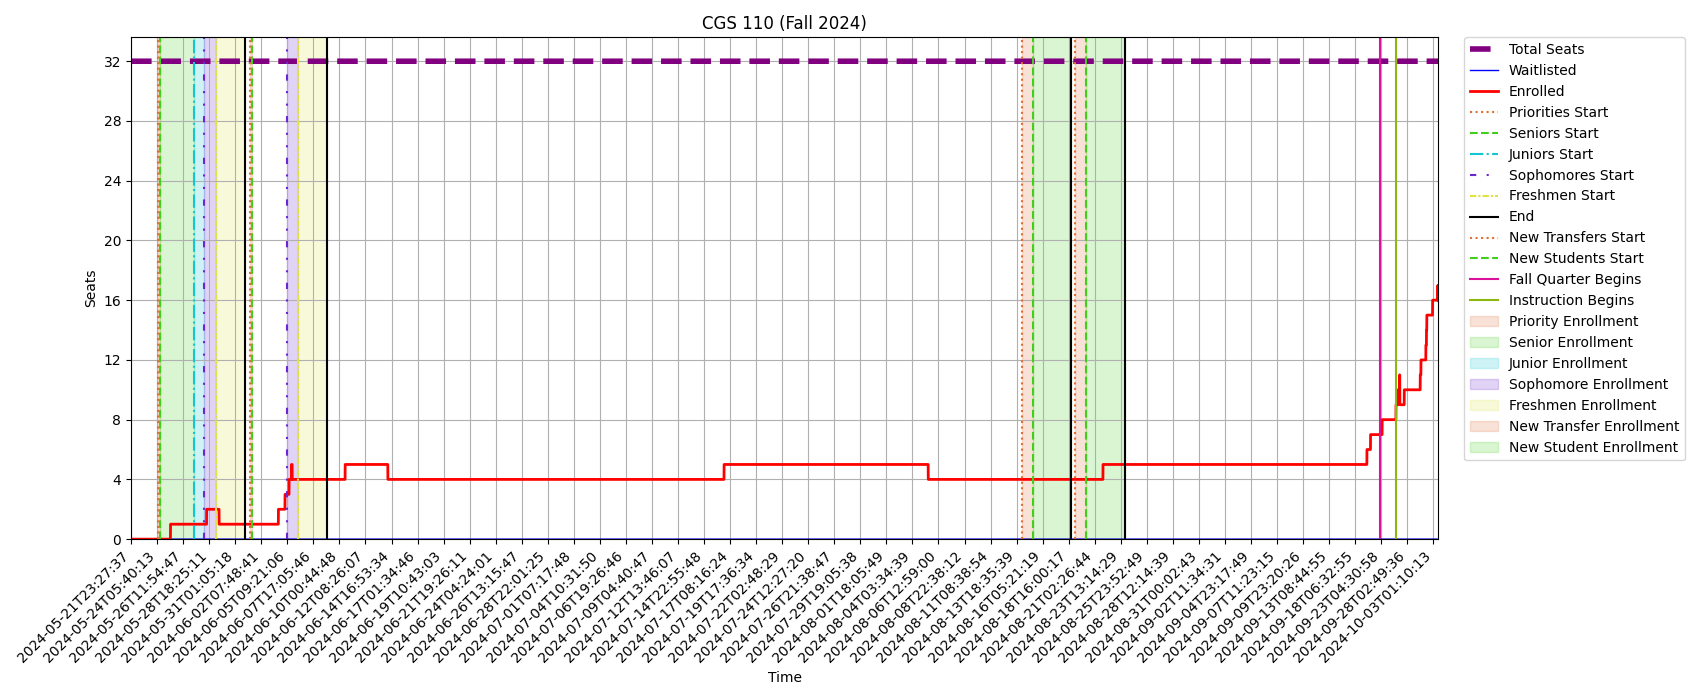 CGS 110 (Fall 2024)
Seats
32
28
24
20
16
12
8
4
0
2024-05-21T23:27:37
2024-05-24T05:40:13
2024-05-26T11:54:47
2024-05-28T18:25:11
2024-05-31T01:05:18
2024-06-02T07:48:41
2024-06-05T09:21:06
2024-06-07T17:05:46
2024-06-10T00:44:48
2024-06-12T08:26:07
2024-06-14T16:53:34
2024-06-17T01:34:46
2024-06-19T10:43:03
2024-06-21T19:26:11
2024-06-24T04:24:01
2024-06-26T13:15:47
2024-06-28T22:01:25
2024-07-01T07:17:48
2024-07-04T10:31:50
2024-07-06T19:26:46
2024-07-09T04:40:47
2024-07-12T13:46:07
2024-07-14T22:55:48
2024-07-17T08:16:24
2024-07-19T17:36:34
2024-07-22T02:48:29
2024-07-24T12:27:20
2024-07-26T21:38:47
2024-07-29T19:05:38
2024-08-01T18:05:49
2024-08-04T03:34:39
2024-08-06T12:59:00
2024-08-08T22:38:12
2024-08-11T08:38:54
2024-08-13T18:35:39
2024-08-16T05:21:19
2024-08-18T16:00:17
2024-08-21T02:26:44
2024-08-23T13:14:29
2024-08-25T23:52:49
2024-08-28T12:14:39
2024-08-31T00:02:43
2024-09-02T11:34:31
2024-09-04T23:17:49
2024-09-07T11:23:15
2024-09-09T23:20:26
2024-09-13T08:44:55
2024-09-18T06:32:55
2024-09-23T04:30:58
2024-09-28T02:49:36
2024-10-03T01:10:13
Time
Total Seats
Waitlisted
Enrolled
Priorities Start
Seniors Start
Juniors Start
Sophomores Start
Freshmen Start
End
New Transfers Start
New Students Start
Fall Quarter Begins
Instruction Begins
Priority Enrollment
Senior Enrollment
Junior Enrollment
Sophomore Enrollment
Freshmen Enrollment
New Transfer Enrollment
New Student Enrollment